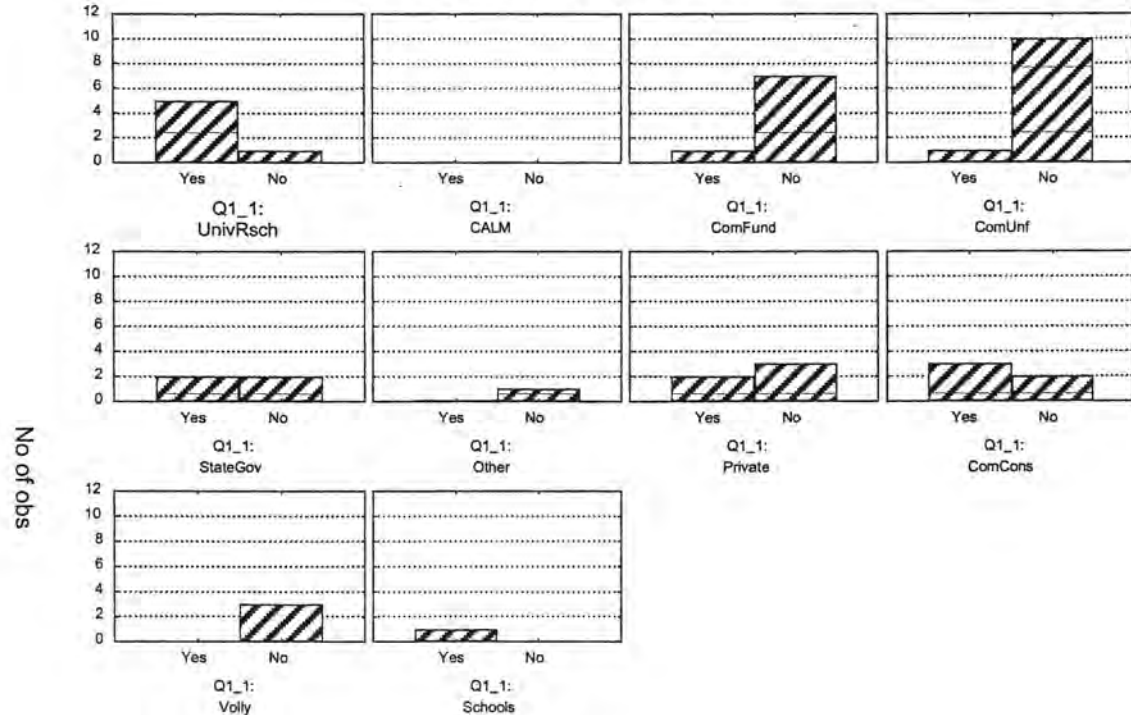 12
10
8
6
4
2
0
Yes No
Yes No
Yes No
Yes No
Q1_1:
UnivRsch
Q1_1:
CALM
Q1_1:
ComFund
Q1_1:
ComUnf
12
10
8
6
4
2
0
Yes No
Yes No
Yes No
Yes No
Q1_1:
StateGov
Q1_1:
Other
Q1_1:
Private
Q1_1:
ComCons
No of obs
12
10
8
6
4
2
0
Yes No
Yes No
Q1_1:
Volly
Q1_1:
Schools